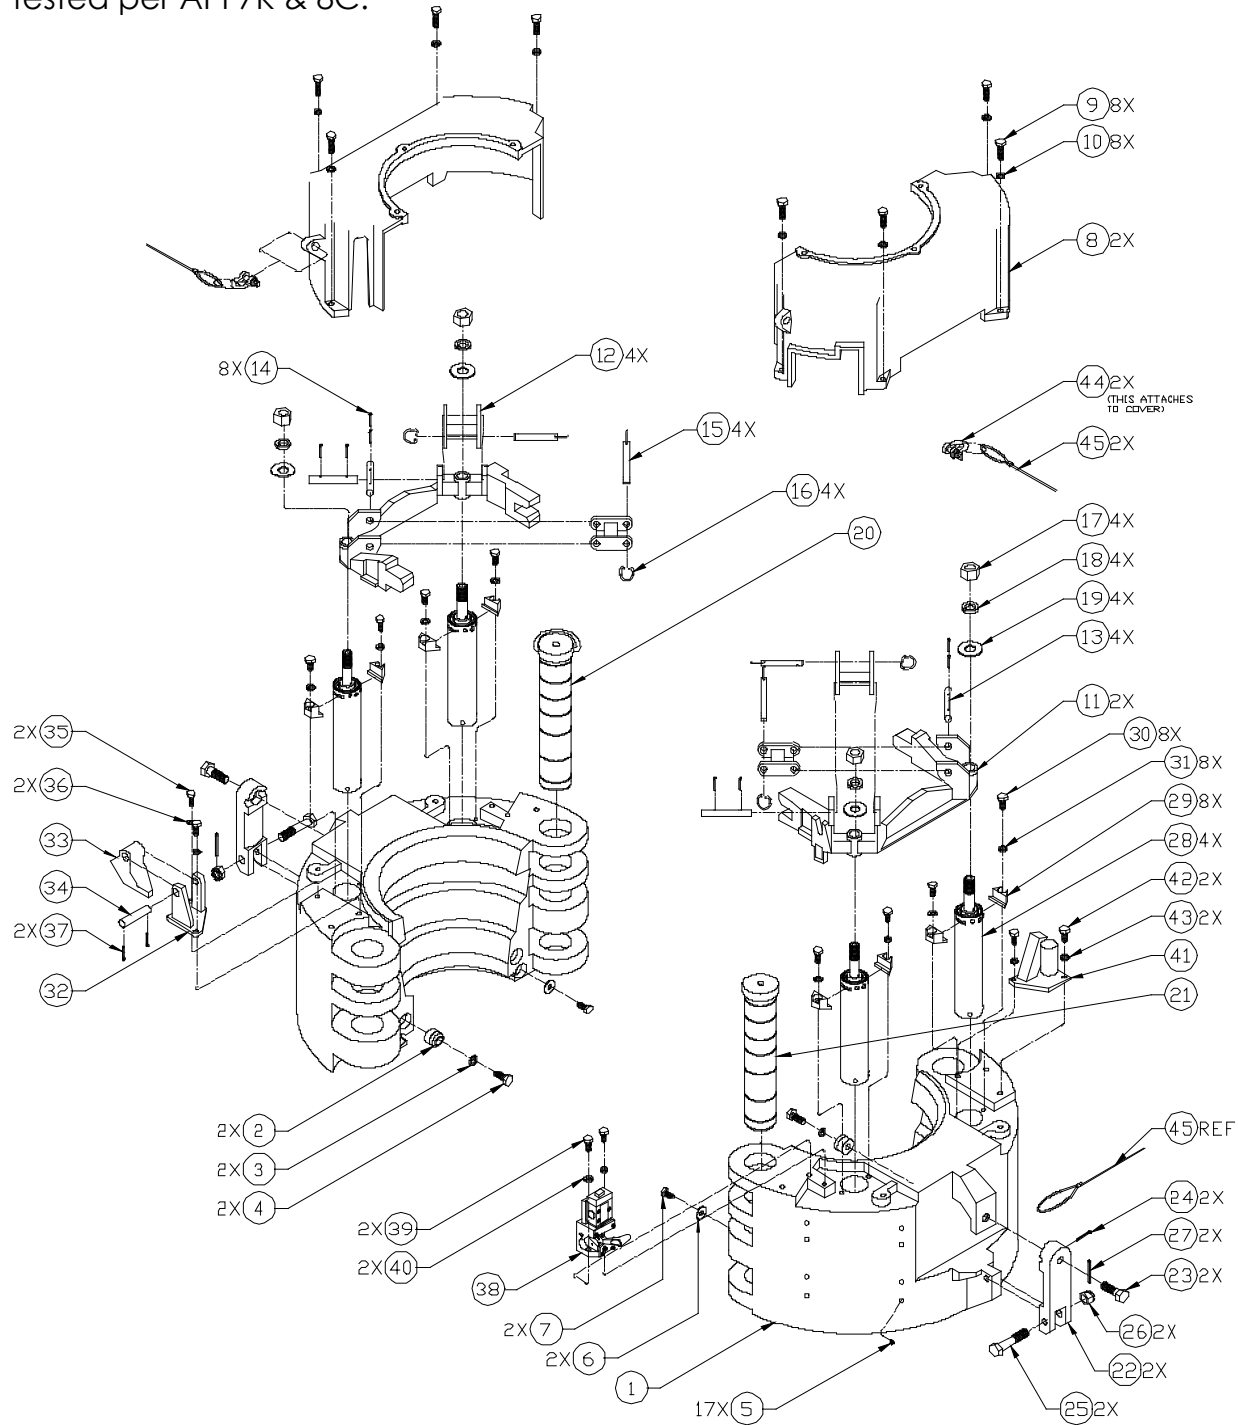 Tested per API 7K & 8C.
9 8X
10 8X
8 2X
12 4X
8X 14
44 2X
(THIS ATTACHES
TO COVER)
15 4X
45 2X
16 4X
17 4X
20
18 4X
19 4X
13 4X
11 2X
2X 35
30 8X
31 8X
2X 36
29 8X
33
28 4X
34
42 2X
2X 37
43 2X
41
32
21
2X 2
45 REF
2X 3
24 2X
2X 4
2X 39
27 2X
2X 40
23 2X
38
2X 7
26 2X
2X 6
22 2X
1
17X 5
25 2X